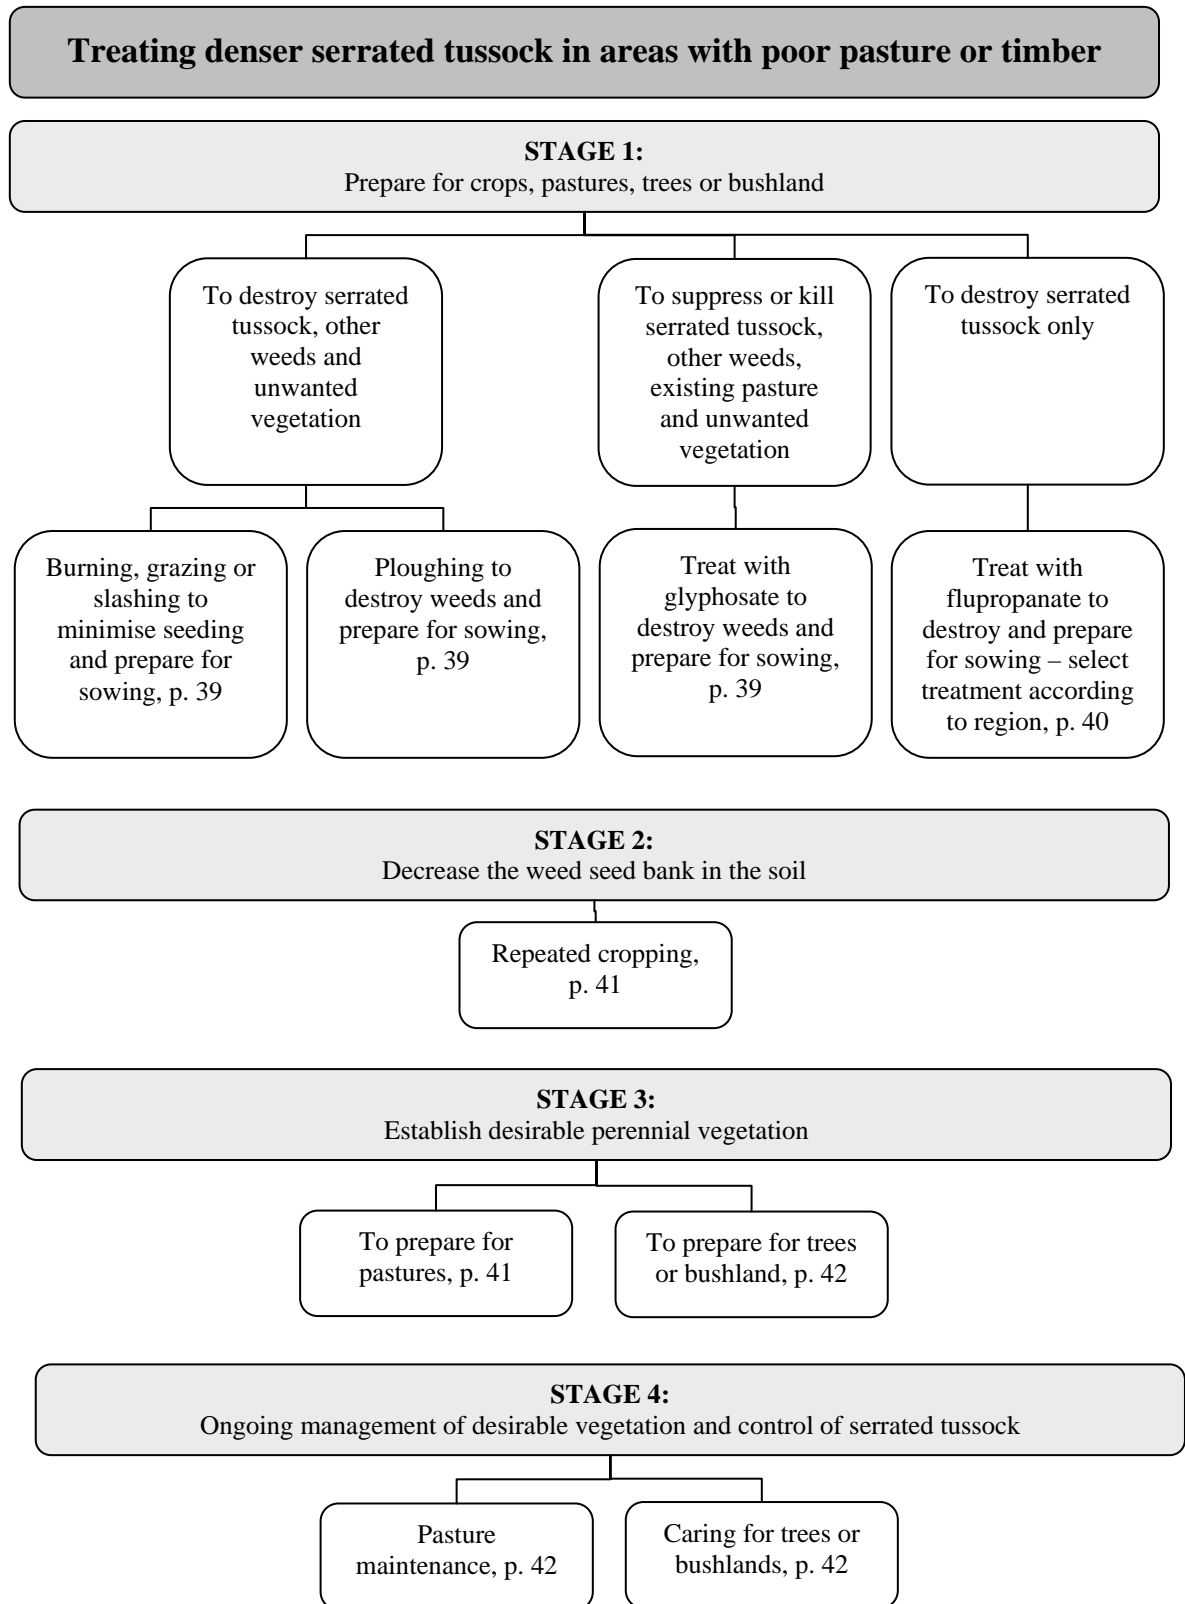 Treating denser serrated tussock in areas with poor pasture or timber
STAGE 1:
Prepare for crops, pastures, trees or bushland
To destroy serrated
tussock, other
weeds and
unwanted
vegetation
To suppress or kill
serrated tussock,
other weeds,
existing pasture
and unwanted
vegetation
To destroy serrated
tussock only
Burning, grazing or
slashing to
minimise seeding
and prepare for
sowing, p. 39
Ploughing to
destroy weeds and
prepare for sowing,
p. 39
Treat with
glyphosate to
destroy weeds and
prepare for sowing,
p. 39
Treat with
flupropanate to
destroy and prepare
for sowing – select
treatment according
to region, p. 40
STAGE 2:
Decrease the weed seed bank in the soil
Repeated cropping,
p. 41
STAGE 3:
Establish desirable perennial vegetation
To prepare for
pastures, p. 41
To prepare for trees
or bushland, p. 42
STAGE 4:
Ongoing management of desirable vegetation and control of serrated tussock
Pasture
maintenance, p. 42
Caring for trees or
bushlands, p. 42